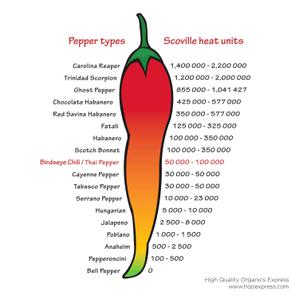 Pepper types Scoville heat units
Carolina Reaper 1,400 000 - 2,200 000
Trinidad Scorpion 1,200 000 - 2,000 000
Ghost Pepper 855 000 - 1,041 427
Chocolate Habanero 425 000 - 577 000
Red Savina Habanero 350 000 - 577 000
Fatali 125 000 - 325 000
Habanero 100 000 - 350 000
Scotch Bonnet 100 000 - 350 000
Birdseye Chili / Thai Pepper 50 000 - 100 000
Cayenne Pepper 30 000 - 50 000
Tabasco Pepper 30 000 - 50 000
Serrano Pepper 10 000 - 23 000
Hungarian 5 000 - 10 000
Jalapeno 2 500 - 8 000
Poblano 1 000 - 1 500
Anaheim 500 - 2 500
Pepperoncini 100 - 500
Bell Pepper 0
High Quality Organics Express
www.hqoexpress.com